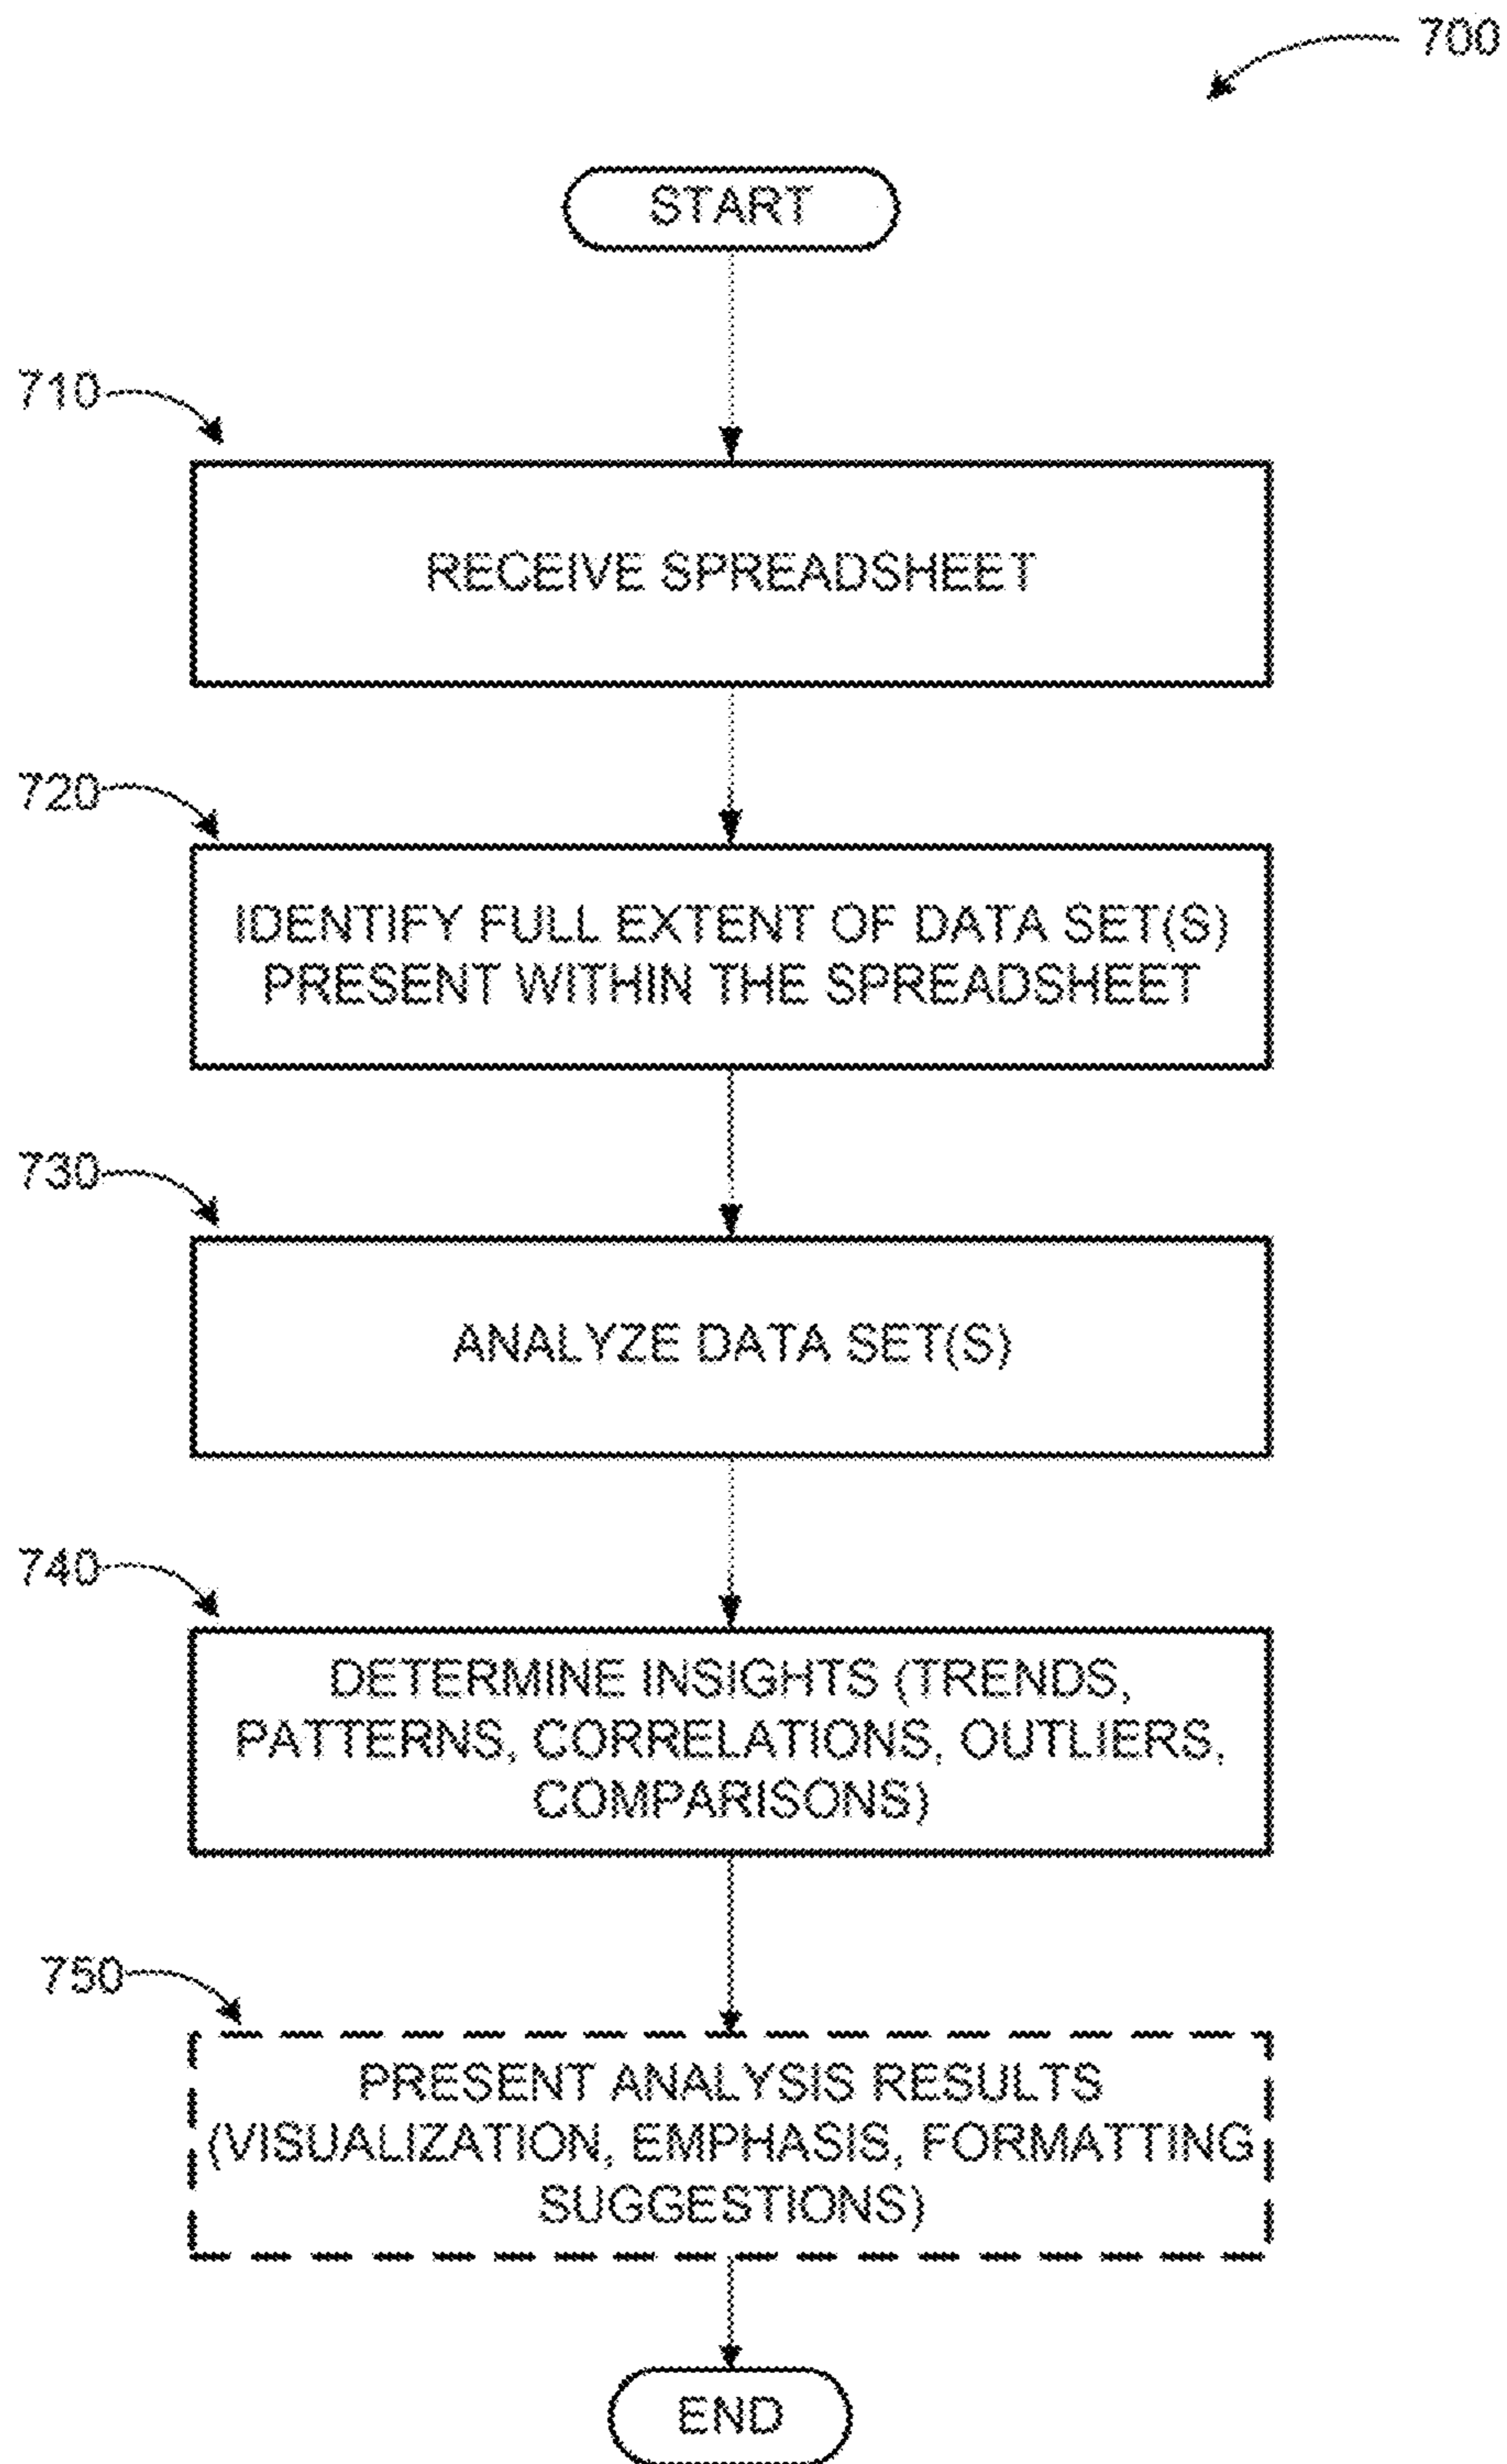 700
START
710
RECEIVE SPREADSHEET
720
IDENTIFY FULL EXTENT OF DATA SET(S)
PRESENT WITHIN THE SPREADSHEET
730
ANALYZE DATA SET(S)
740
DETERMINE INSIGHTS (TRENDS,
PATTERNS, CORRELATIONS, OUTLIERS,
COMPARISONS)
750
PRESENT ANALYSIS RESULTS
(VISUALIZATION, EMPHASIS, FORMATTING
SUGGESTIONS)
END